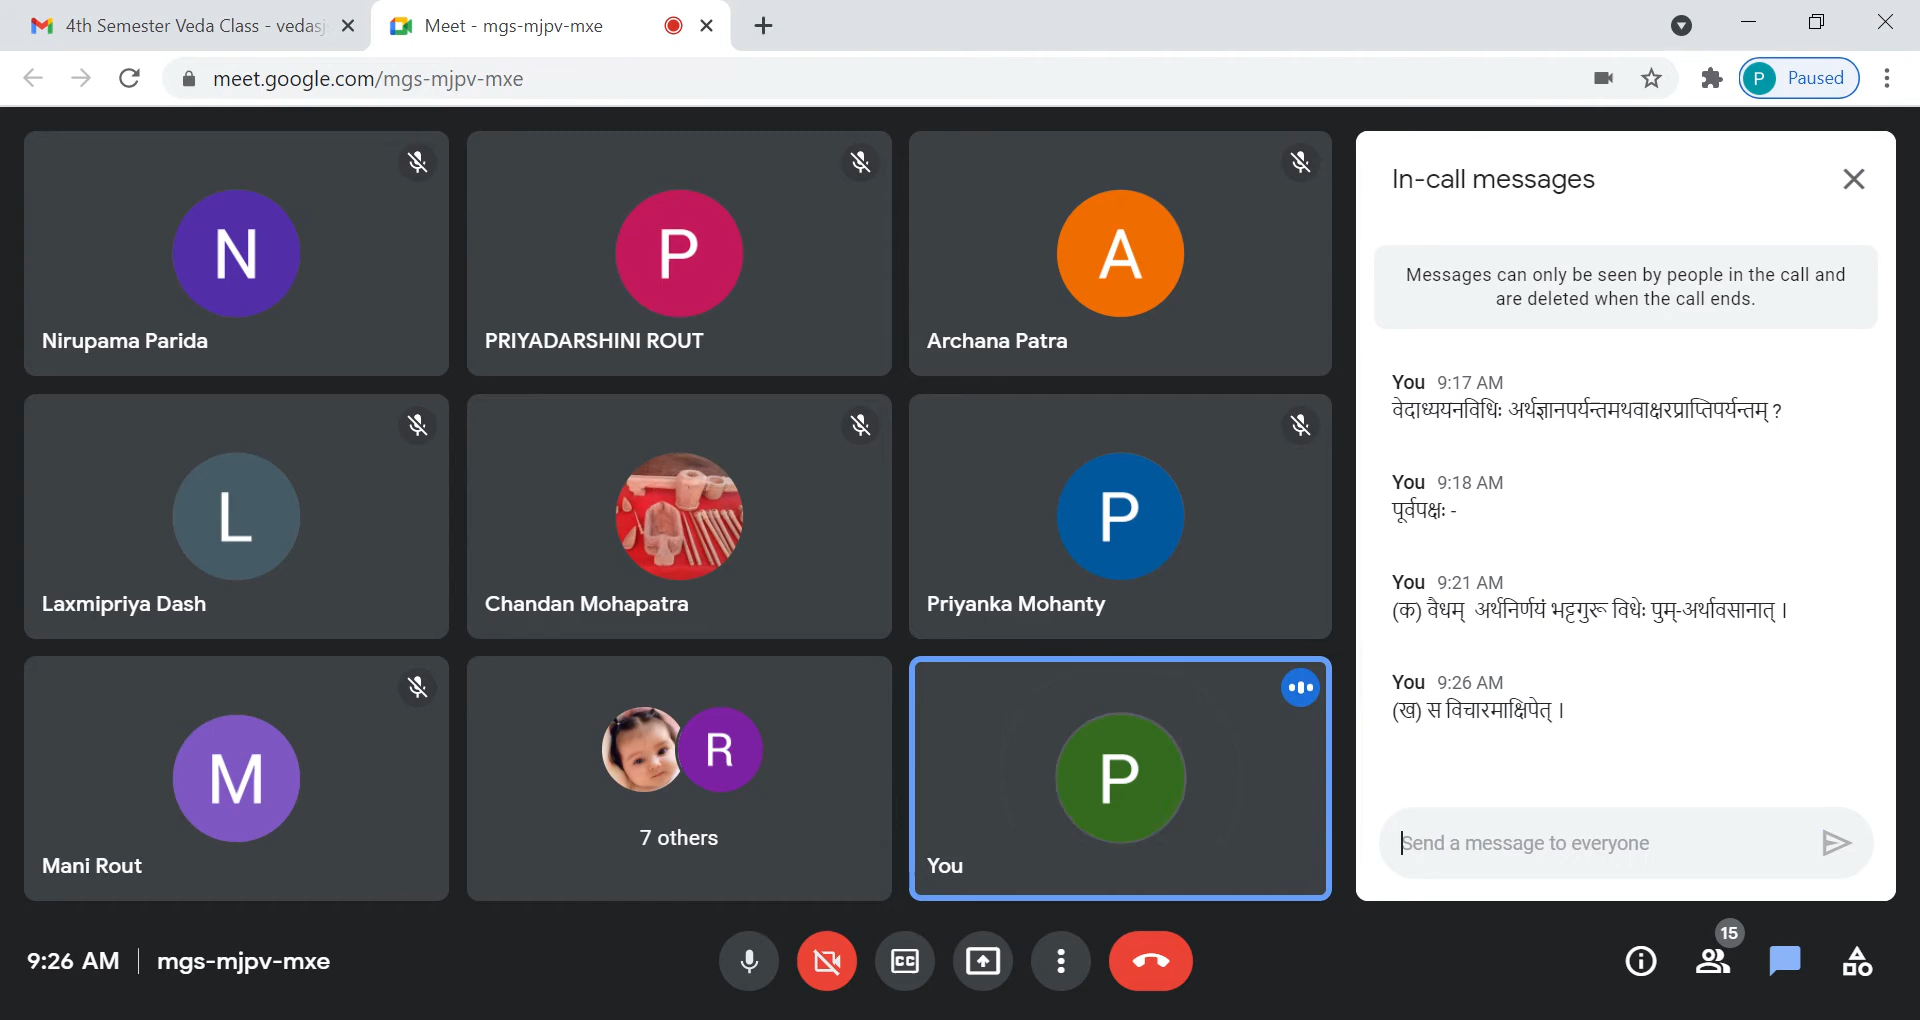 4th Semester Veda Class - vedasj
Meet - mgs-mjpv-mxe
meet.google.com/mgs-mjpv-mxe
P Paused
N
Nirupama Parida
P
PRIYADARSHINI ROUT
A
Archana Patra
L
Laxmipriya Dash
Chandan Mohapatra
P
Priyanka Mohanty
M
Mani Rout
R
7 others
P
You
In-call messages
Messages can only be seen by people in the call and
are deleted when the call ends.
You 9:17 AM
वेदाध्ययनविधिः अर्थज्ञानपर्यन्तमथवाक्षरप्राप्तिपर्यन्तम् ?
You 9:18 AM
पूर्वपक्षः -
You 9:21 AM
(क) वैधम् अर्थनिर्णयं भट्टगुरू विधेः पुम्-अर्थावसानात् ।
You 9:26 AM
(ख) स विचारमाक्षिपेत् ।
Send a message to everyone
9:26 AM | mgs-mjpv-mxe
CC
15